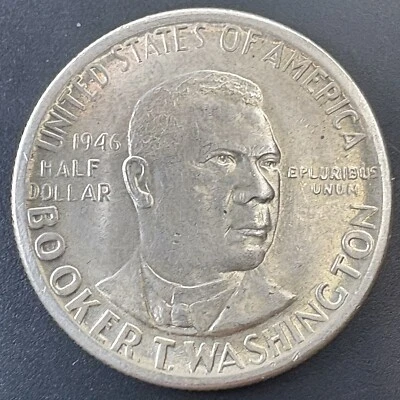 UNITED STATES OF AMERICA
1946
HALF
DOLLAR
E PLURIBUS
UNUM
BOOKER T. WASHINGTON